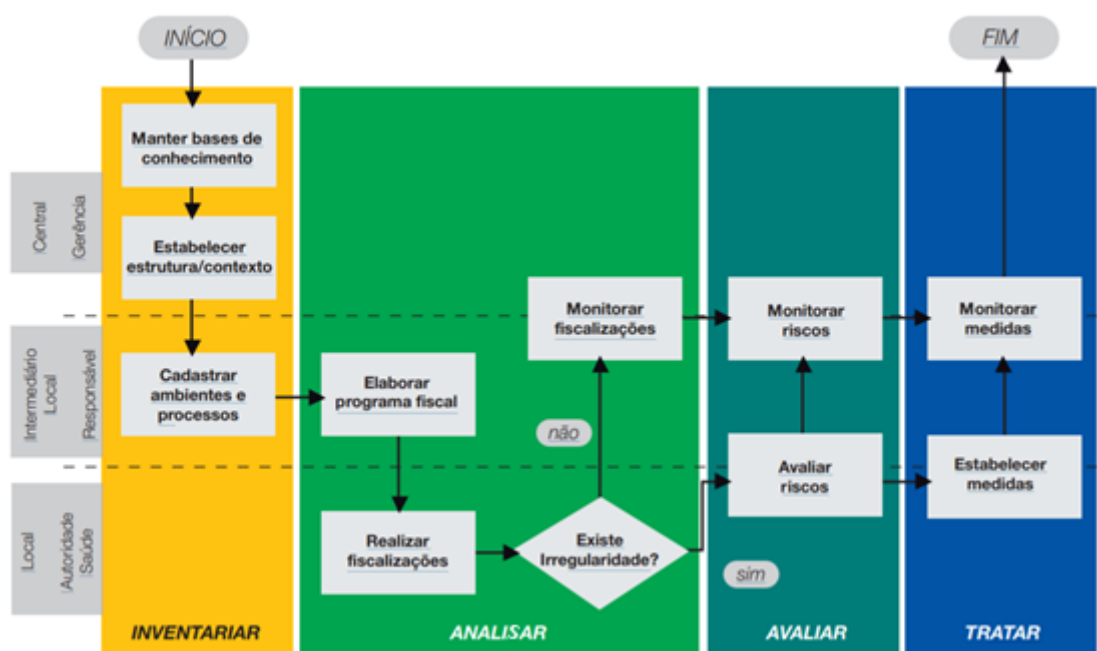 INÍCIO
FIM
Manter bases de
conhecimento
Central
Gerência
Estabelecer
estrutura/contexto
Monitorar
fiscalizações
Monitorar
riscos
Monitorar
medidas
Intermediário
Local
Responsável
Cadastrar
ambientes e
processos
Elaborar
programa fiscal
não
Avaliar
riscos
Estabelecer
medidas
Local
Autoridade
Saúde
Realizar
fiscalizações
Existe
Irregularidade?
sim
INVENTARIAR
ANALISAR
AVALIAR
TRATAR